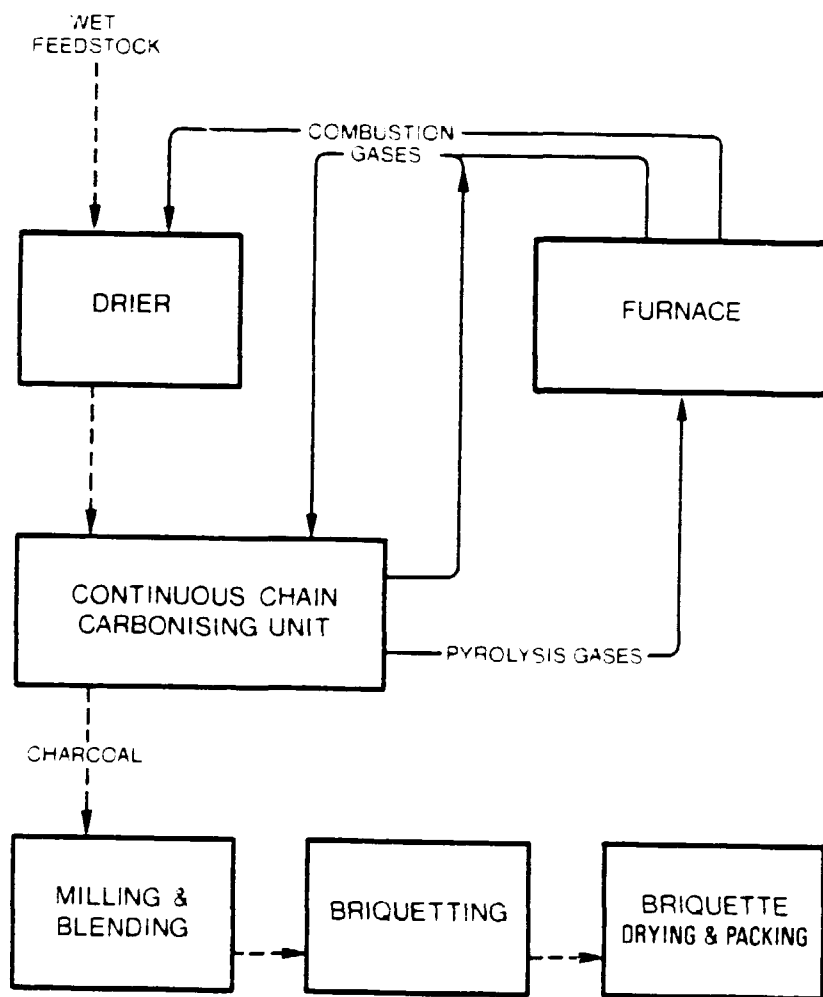 WET
FEEDSTOCK
COMBUSTION
GASES
DRIER
FURNACE
CONTINUOUS CHAIN
CARBONISING UNIT
PYROLYSIS GASES
CHARCOAL
MILLING &
BLENDING
BRIQUETTING
BRIQUETTE
DRYING & PACKING